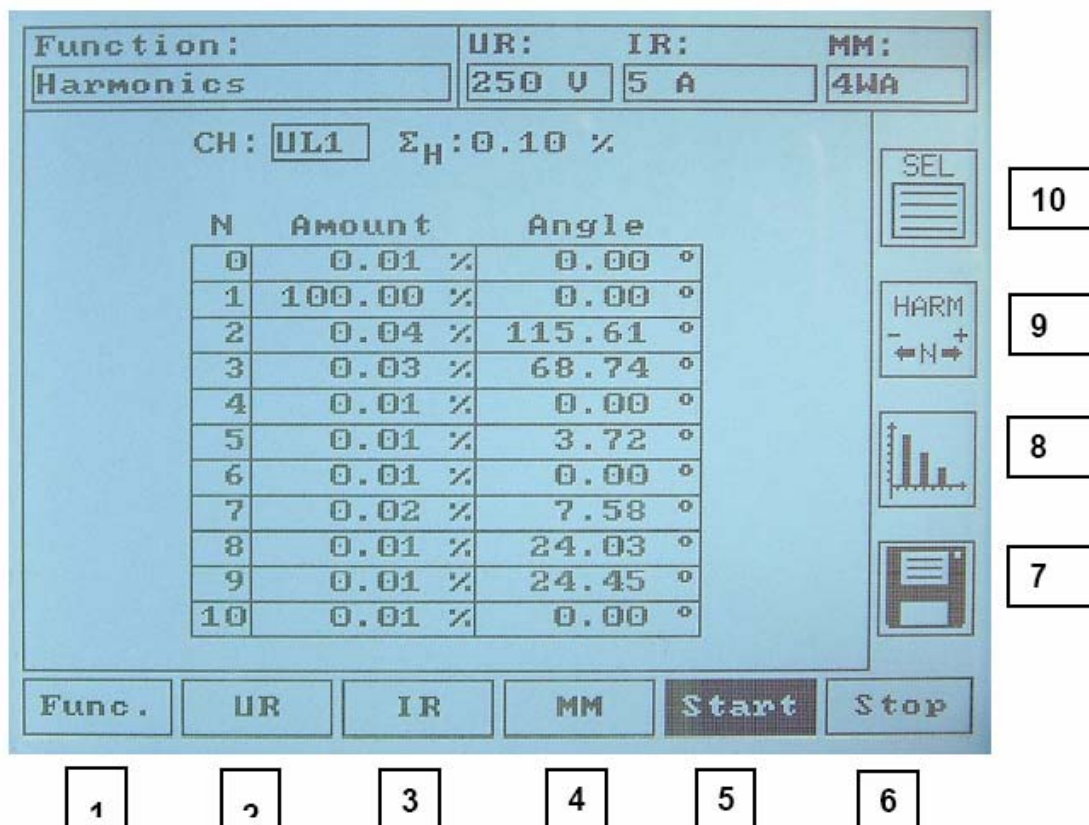 Function: UR: IR: MM:
Harmonics 250 V 5 A 4WA
CH: UL1 ΣH:0.10 %
SEL
10
N Amount Angle
0 0.01 % 0.00 °
1 100.00 % 0.00 °
HARM
2 0.04 % 115.61 °
- +
9
⇐N⇒
3 0.03 % 68.74 °
4 0.01 % 0.00 °
5 0.01 % 3.72 °
8
6 0.01 % 0.00 °
7 0.02 % 7.58 °
8 0.01 % 24.03 °
9 0.01 % 24.45 °
7
10 0.01 % 0.00 °
Func. UR IR MM Start Stop
1 2 3 4 5 6